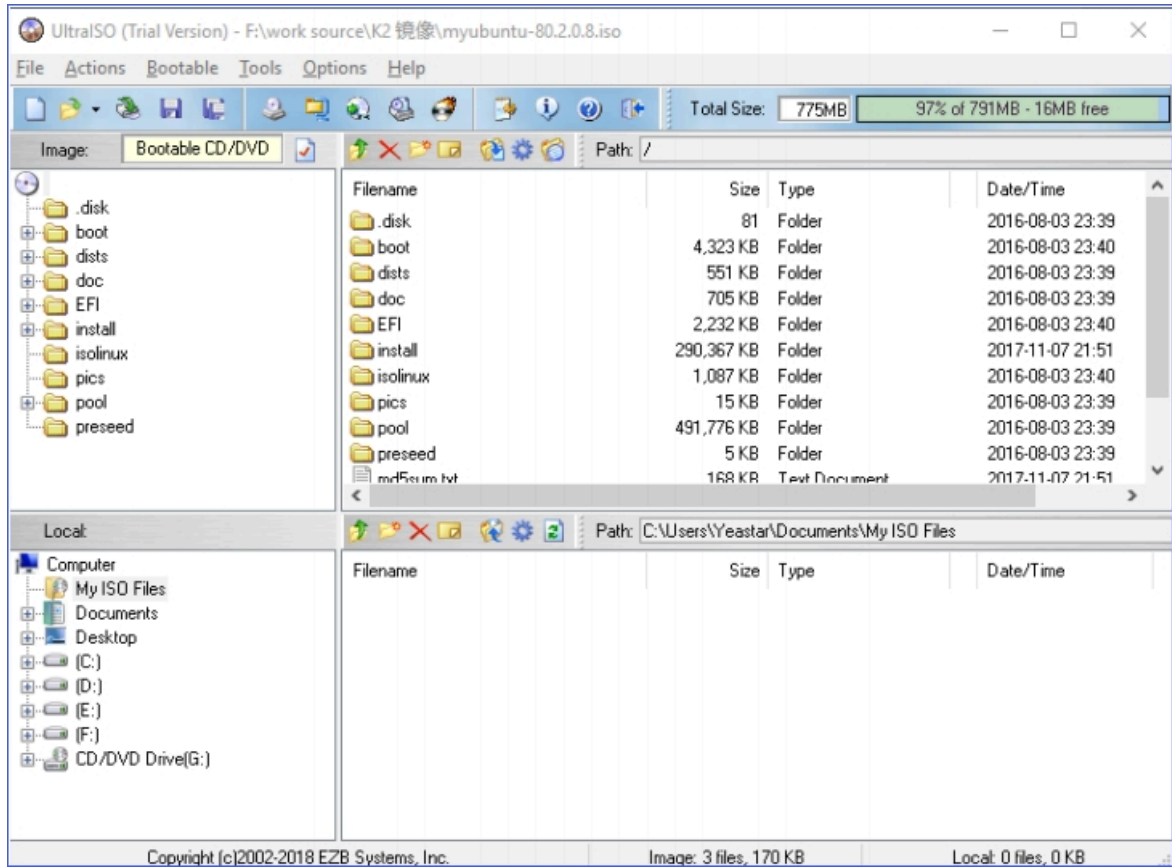 UltraISO (Trial Version) - F:\work source\K2 镜像\myubuntu-80.2.0.8.iso
File Actions Bootable Tools Options Help
Total Size: 775MB 97% of 791MB - 16MB free
Image: Bootable CD/DVD Path: /
.disk
boot
dists
doc
EFI
install
isolinux
pics
pool
preseed
Filename Size Type Date/Time
.disk 81 Folder 2016-08-03 23:39
boot 4,323 KB Folder 2016-08-03 23:40
dists 551 KB Folder 2016-08-03 23:39
doc 705 KB Folder 2016-08-03 23:39
EFI 2,232 KB Folder 2016-08-03 23:40
install 290,367 KB Folder 2017-11-07 21:51
isolinux 1,087 KB Folder 2016-08-03 23:40
pics 15 KB Folder 2016-08-03 23:39
pool 491,776 KB Folder 2016-08-03 23:39
preseed 5 KB Folder 2016-08-03 23:39
md5sum.txt 168 KB Text Document 2017-11-07 21:51
Local: Path: C:\Users\Yeastar\Documents\My ISO Files
Computer
My ISO Files
Documents
Desktop
(C:)
(D:)
(E:)
(F:)
CD/DVD Drive(G:)
Filename Size Type Date/Time
Copyright (c)2002-2018 EZB Systems, Inc. Image: 3 files, 170 KB Local: 0 files, 0 KB